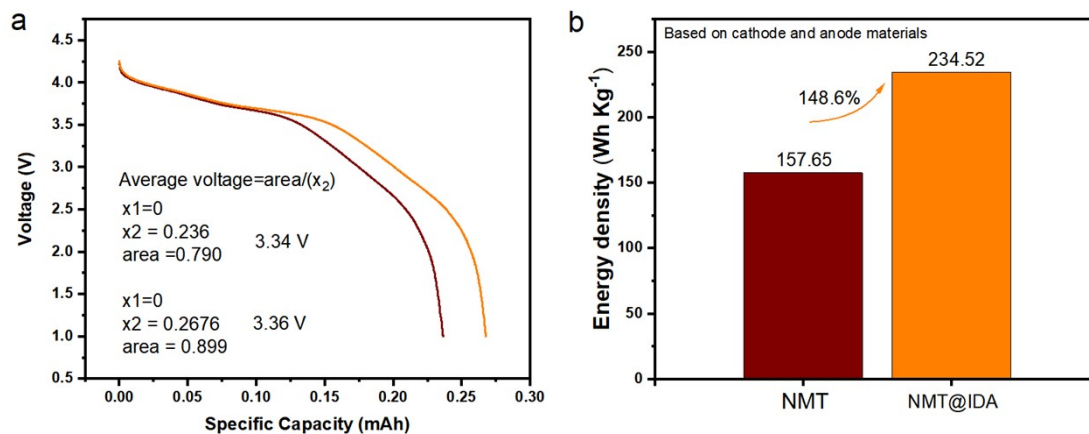 a
4.5
4.0
3.5
3.0
2.5
2.0
1.5
1.0
0.5
Voltage (V)
Average voltage=area/(x₂)
x1=0
x2 = 0.236
area =0.790
3.34 V
x1=0
x2 = 0.2676
area = 0.899
3.36 V
0.00 0.05 0.10 0.15 0.20 0.25 0.30
Specific Capacity (mAh)
b
Based on cathode and anode materials
250
200
150
100
50
0
Energy density (Wh Kg⁻¹)
234.52
148.6%
157.65
NMT NMT@IDA